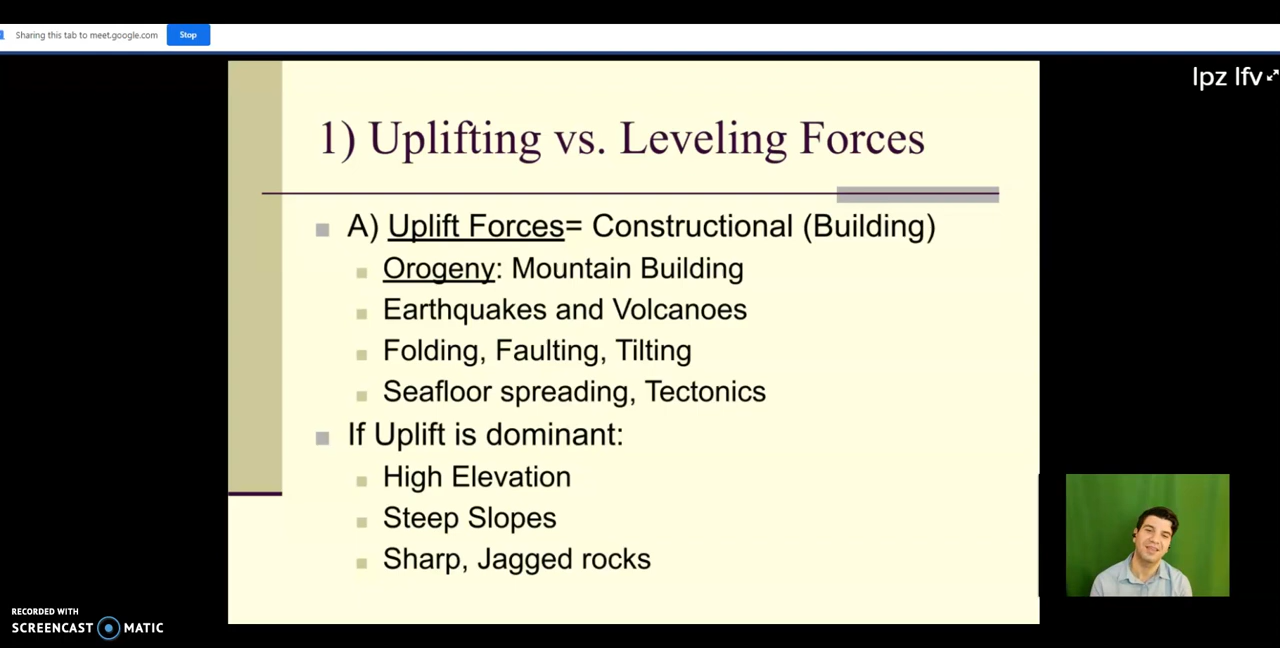 Sharing this tab to meet.google.com Stop
lpz lfv
1) Uplifting vs. Leveling Forces
A) Uplift Forces= Constructional (Building)
Orogeny: Mountain Building
Earthquakes and Volcanoes
Folding, Faulting, Tilting
Seafloor spreading, Tectonics
If Uplift is dominant:
High Elevation
Steep Slopes
Sharp, Jagged rocks
RECORDED WITH
SCREENCAST MATIC